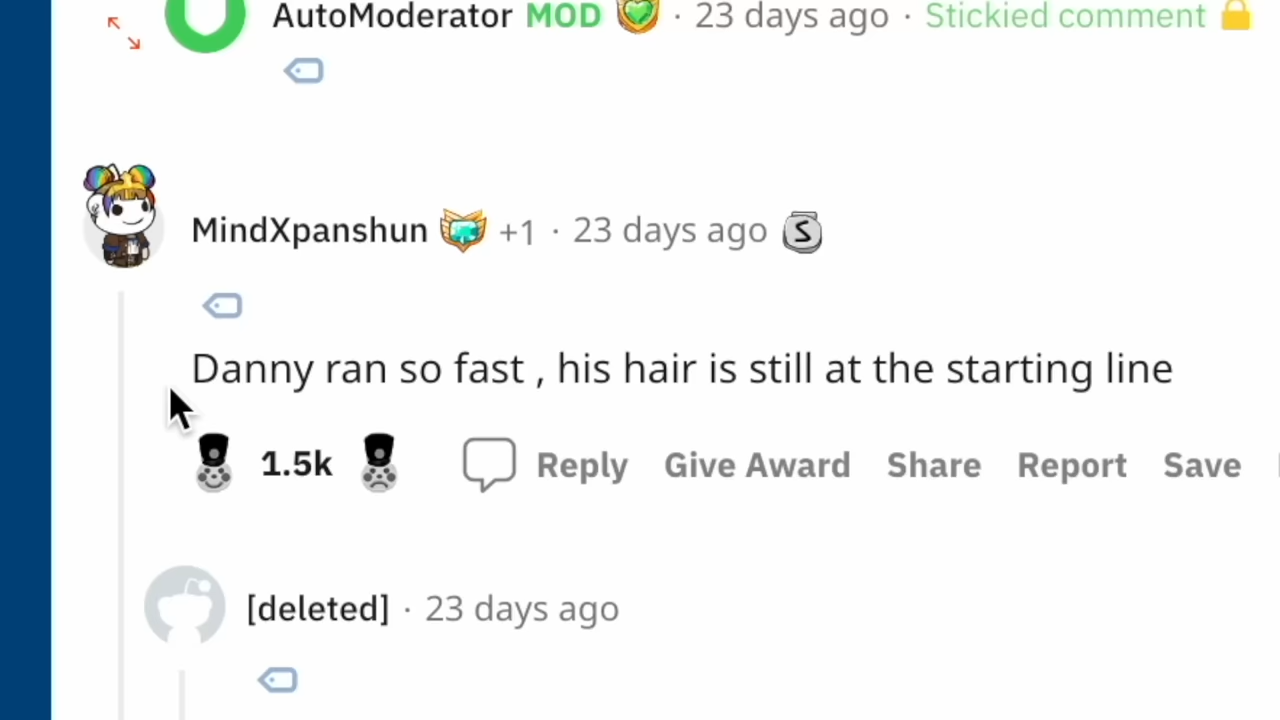 AutoModerator MOD · 23 days ago · Stickied comment
MindXpanshun +1 · 23 days ago S
Danny ran so fast , his hair is still at the starting line
1.5k Reply Give Award Share Report Save
[deleted] · 23 days ago